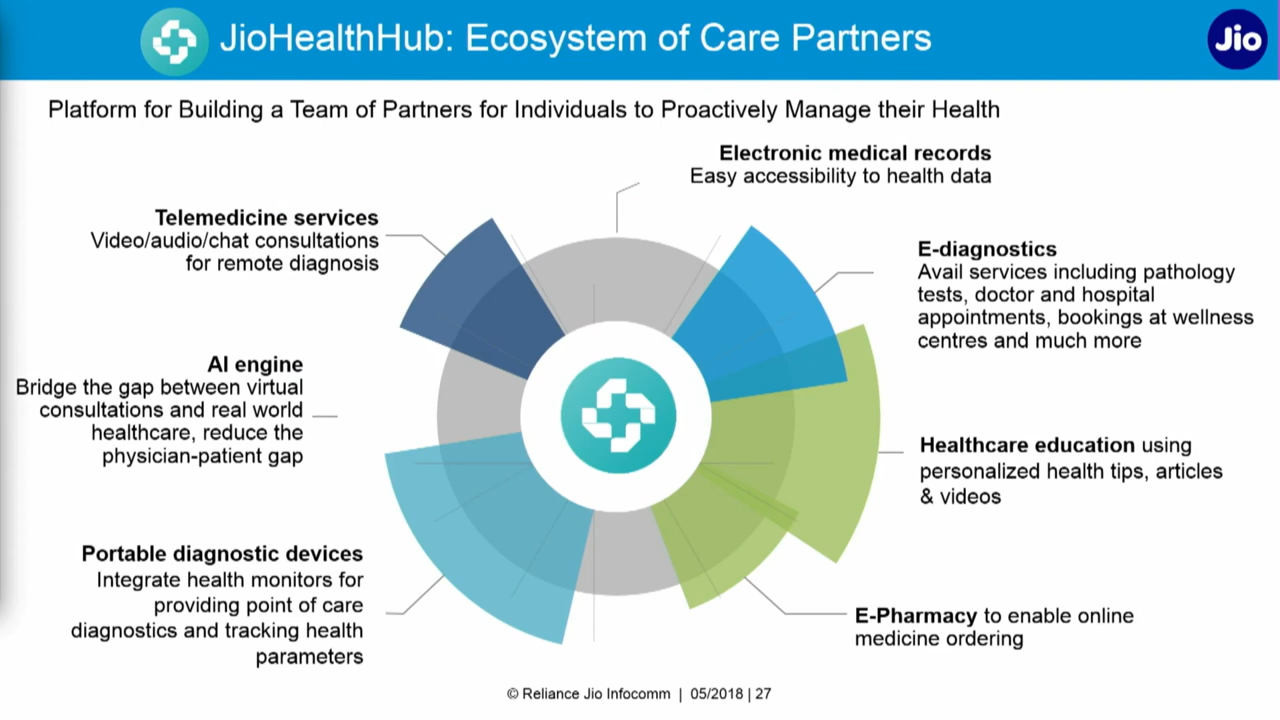 JioHealthHub: Ecosystem of Care Partners
Jio
Platform for Building a Team of Partners for Individuals to Proactively Manage their Health
Electronic medical records
Easy accessibility to health data
Telemedicine services
Video/audio/chat consultations
for remote diagnosis
E-diagnostics
Avail services including pathology
tests, doctor and hospital
appointments, bookings at wellness
centres and much more
AI engine
Bridge the gap between virtual
consultations and real world
healthcare, reduce the
physician-patient gap
Healthcare education using
personalized health tips, articles
& videos
Portable diagnostic devices
Integrate health monitors for
providing point of care
diagnostics and tracking health
parameters
E-Pharmacy to enable online
medicine ordering
© Reliance Jio Infocomm | 05/2018 | 27